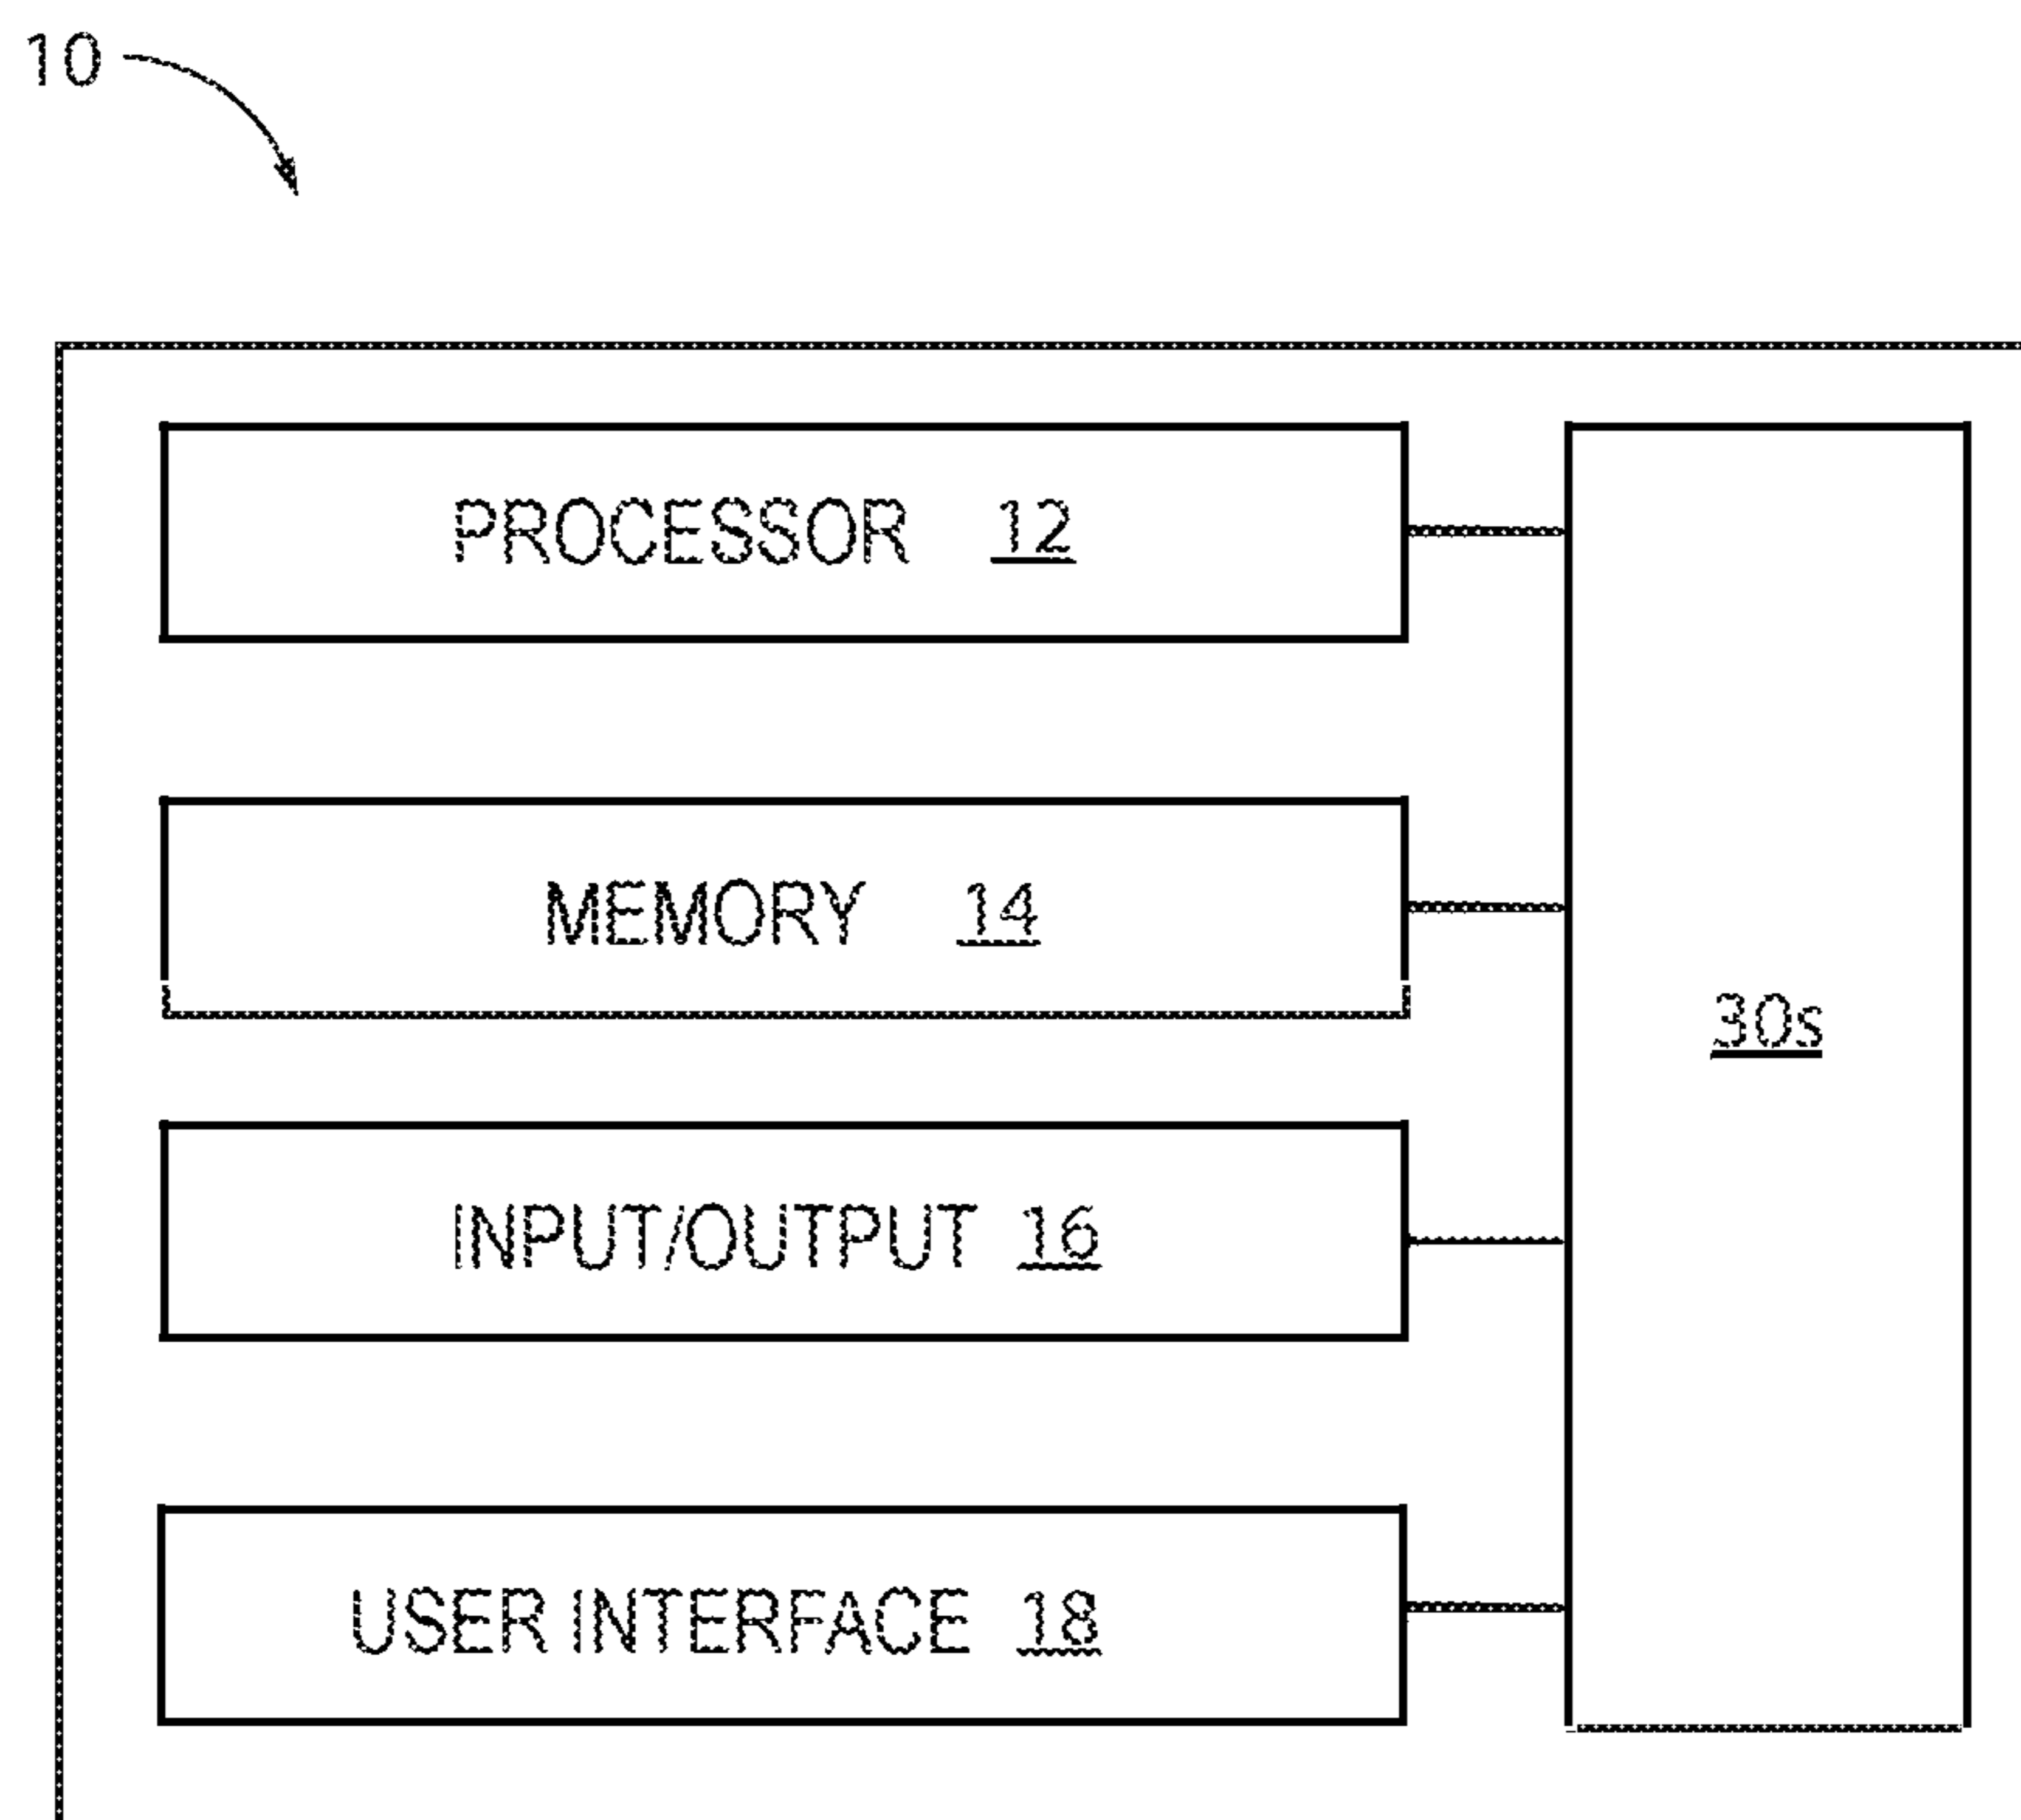 10
PROCESSOR 12
MEMORY 14
30s
INPUT/OUTPUT 16
USER INTERFACE 18